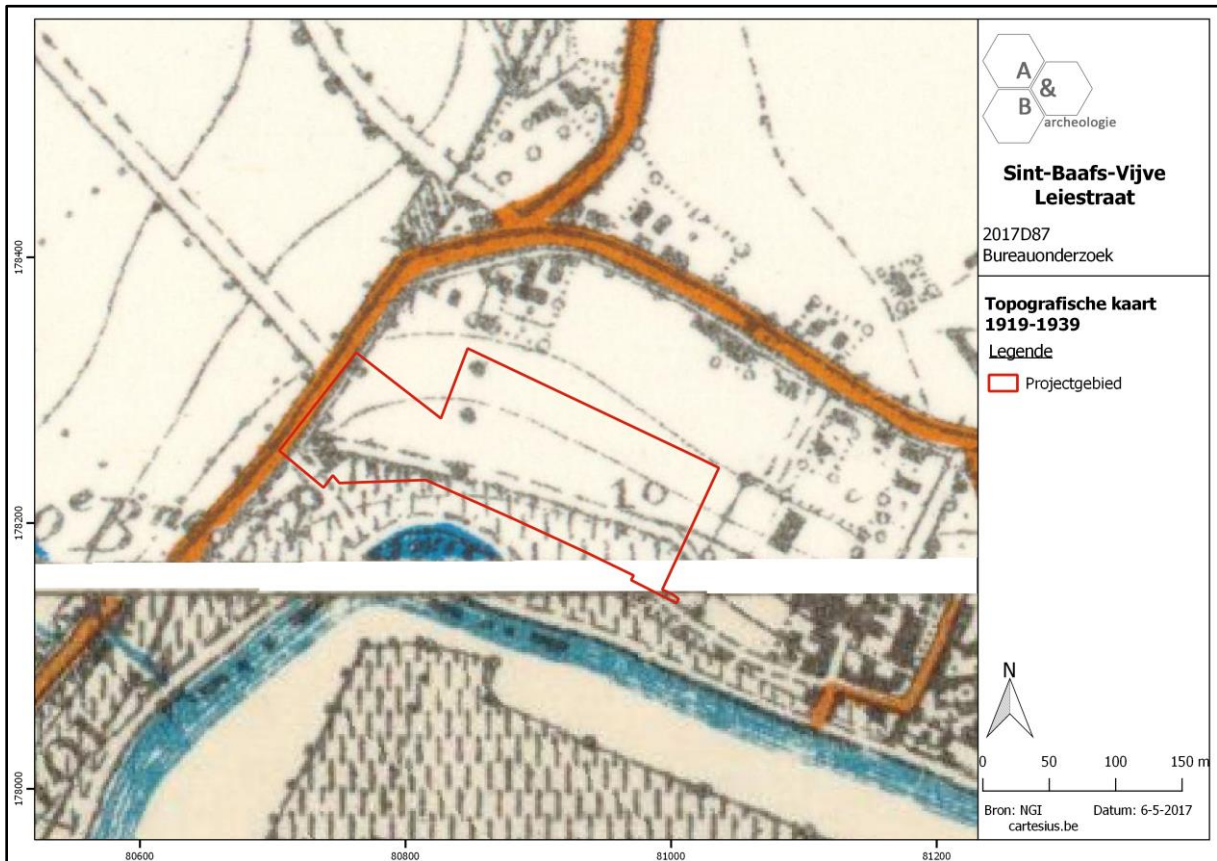 A
&
B
archeologie
Sint-Baafs-Vijve
Leiestraat
2017D87
Bureauonderzoek
Topografische kaart
1919-1939
Legende
Projectgebied
N
0 50 100 150 m
Bron: NGI Datum: 6-5-2017
cartesius.be
178400
178200
178000
10
80600 80800 81000 81200